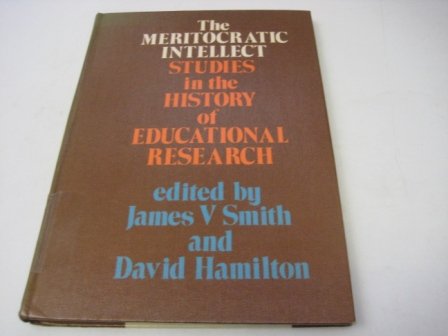 The
MERITOCRATIC
INTELLECT
STUDIES
in the
HISTORY
of
EDUCATIONAL
RESEARCH
edited by
James V Smith
and
David Hamilton